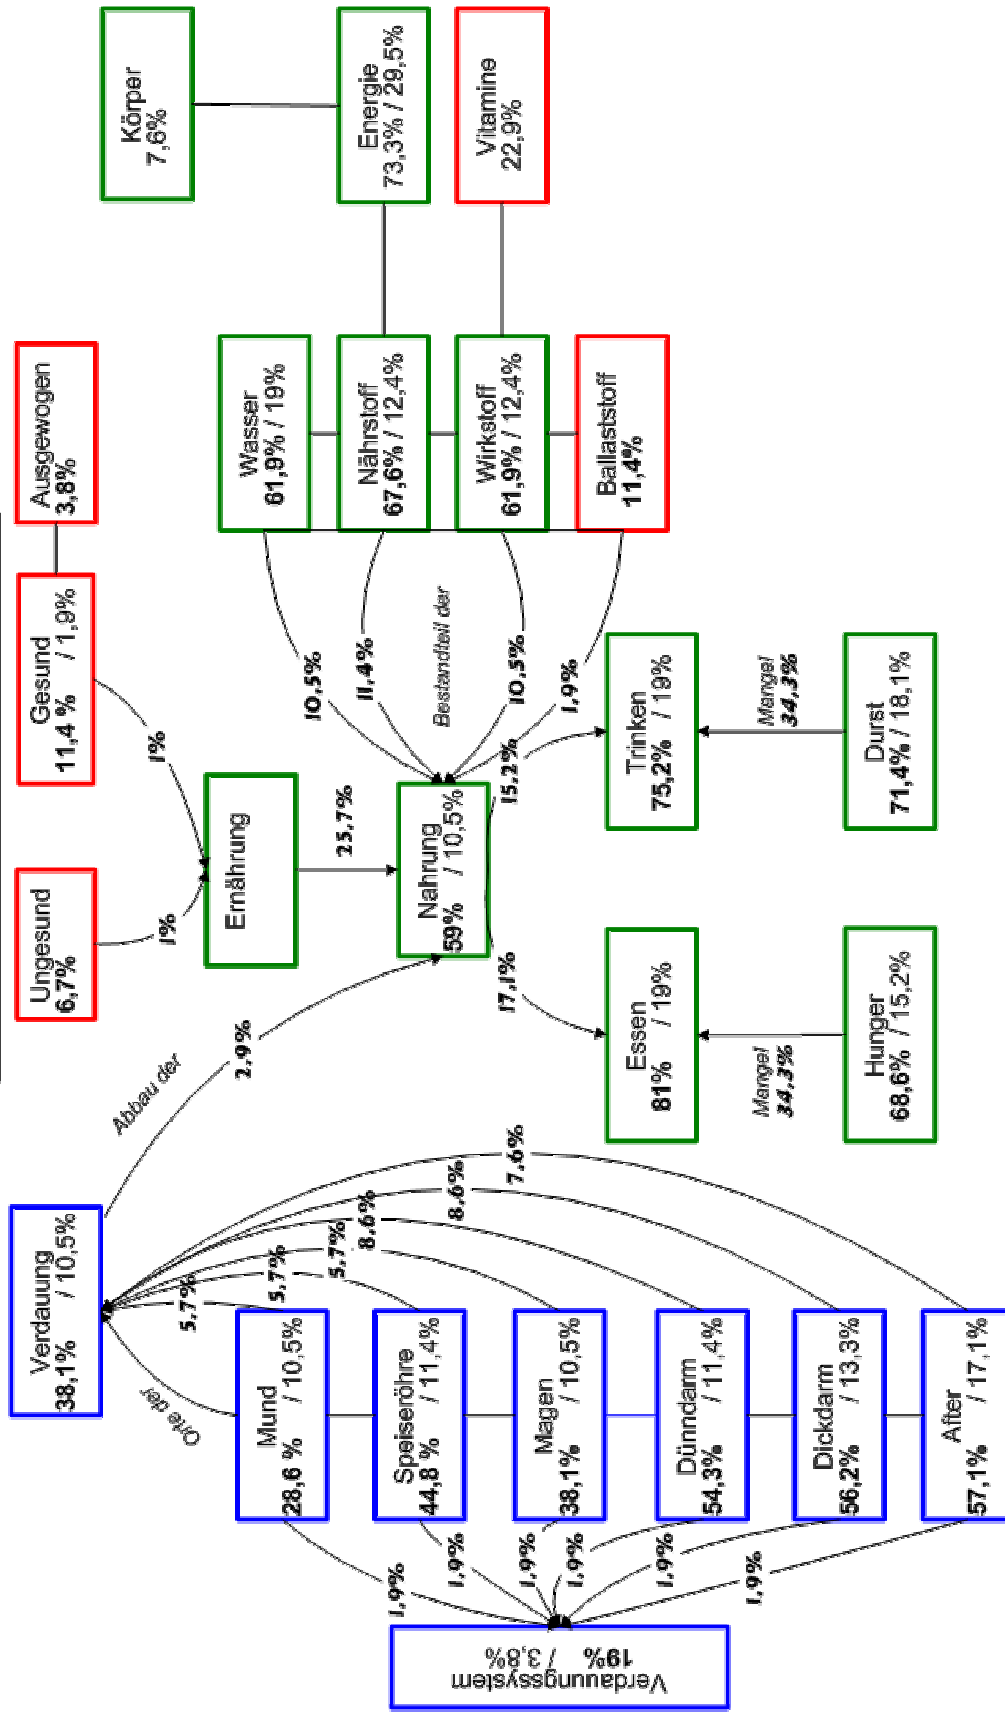 Ungesund
6,7%
Gesund
11,4 % / 1,9%
Ausgewogen
3,8%
1%
1%
Ernährung
25,7%
Körper
7,6%
Energie
73,3% / 29,5%
Vitamine
22,9%
Wasser
61,9% / 19%
Nährstoff
67,6% / 12,4%
Wirkstoff
61,9% / 12,4%
Ballaststoff
11,4%
10,5%
11,4%
Bestandteil der
10,5%
1,9%
Nahrung
59% / 10,5%
Verdauung
38,1% / 10,5%
Abbau der
2,9%
17,1%
15,2%
Essen
81% / 19%
Trinken
75,2% / 19%
Mangel
34,3%
Mangel
34,3%
Hunger
68,6% / 15,2%
Durst
71,4% / 18,1%
Orte der
5,7%
5,7%
5,7%
8,6%
8,6%
7,6%
Mund
28,6 % / 10,5%
Speiseröhre
44,8 % / 11,4%
Magen
38,1% / 10,5%
Dünndarm
54,3% / 11,4%
Dickdarm
56,2% / 13,3%
After
57,1% / 17,1%
1,9%
1,9%
1,9%
1,9%
1,9%
1,9%
Verdauungssystem
19% / 3,8%